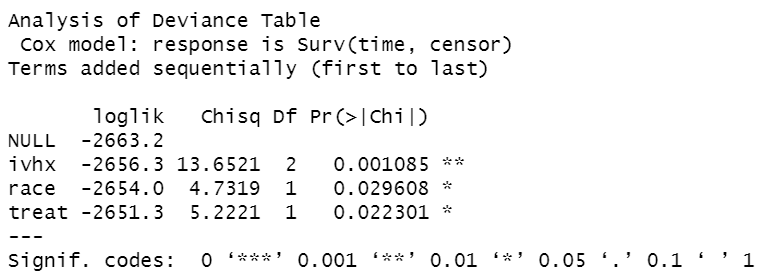 Analysis of Deviance Table
 Cox model: response is Surv(time, censor)
Terms added sequentially (first to last)

       loglik   Chisq Df Pr(>|Chi|)
NULL  -2663.2
ivhx  -2656.3 13.6521  2   0.001085 **
race  -2654.0  4.7319  1   0.029608 *
treat -2651.3  5.2221  1   0.022301 *
---
Signif. codes:  0 ‘***’ 0.001 ‘**’ 0.01 ‘*’ 0.05 ‘.’ 0.1 ‘ ’ 1